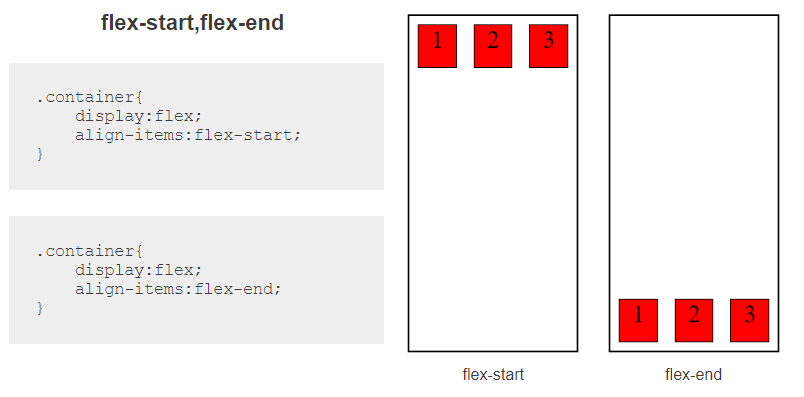 flex-start,flex-end
.container{
    display:flex;
    align-items:flex-start;
}
.container{
    display:flex;
    align-items:flex-end;
}
1 2 3
flex-start
1 2 3
flex-end